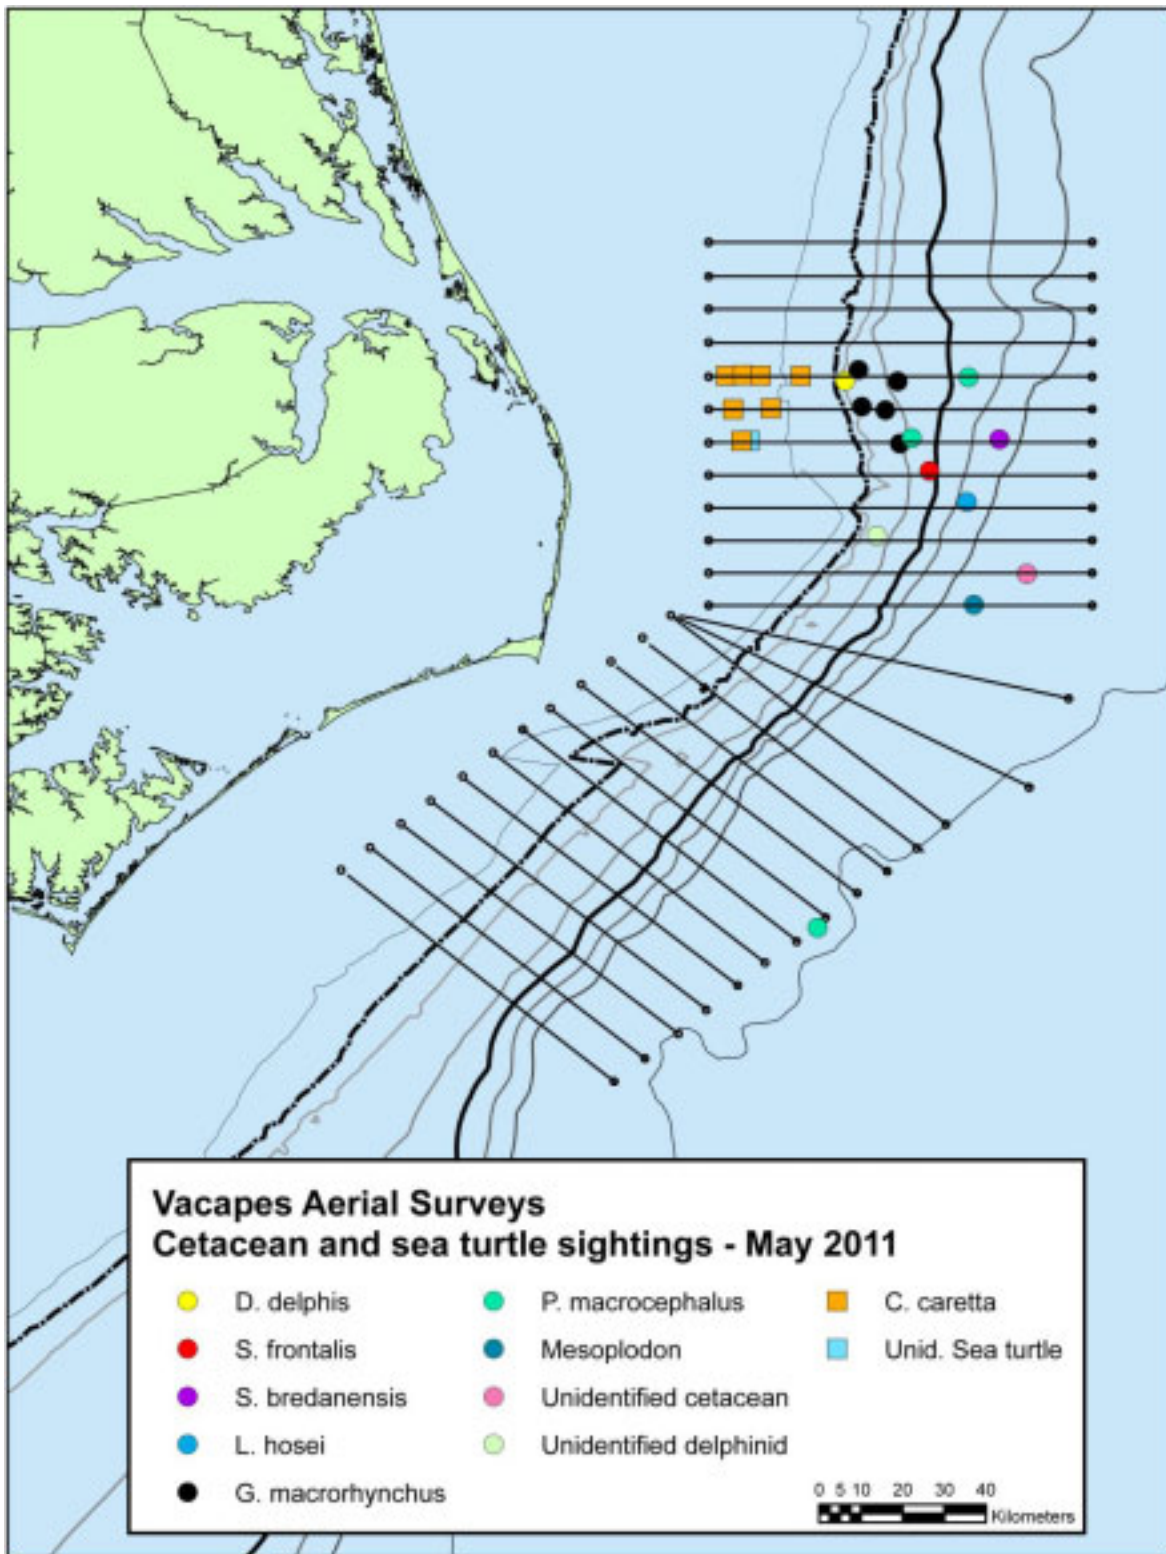 Vacapes Aerial Surveys
Cetacean and sea turtle sightings - May 2011
D. delphis
P. macrocephalus
C. caretta
S. frontalis
Mesoplodon
Unid. Sea turtle
S. bredanensis
Unidentified cetacean
L. hosei
Unidentified delphinid
G. macrorhynchus
0 5 10 20 30 40
Kilometers